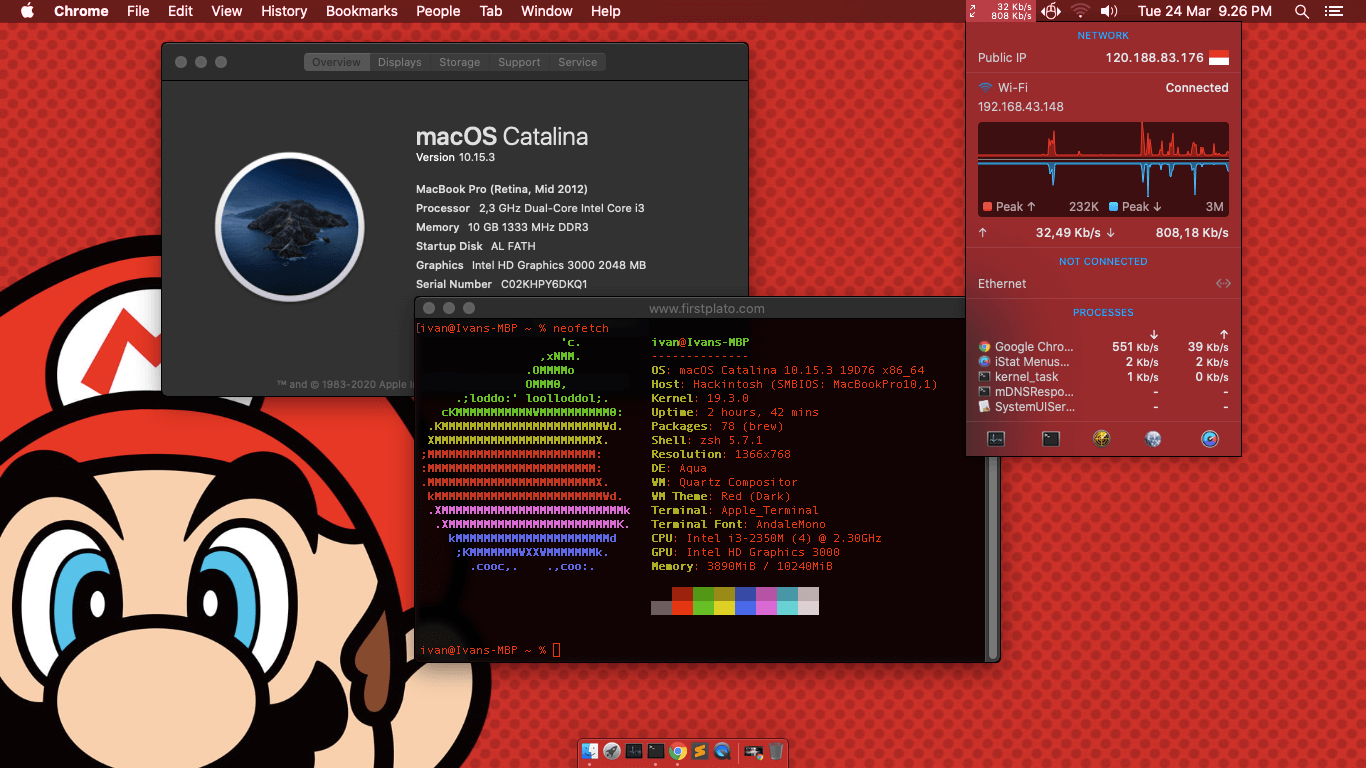 Chrome File Edit View History Bookmarks People Tab Window Help
32 Kb/s
808 Kb/s
Tue 24 Mar 9.26 PM
Overview Displays Storage Support Service
macOS Catalina
Version 10.15.3
MacBook Pro (Retina, Mid 2012)
Processor 2,3 GHz Dual-Core Intel Core i3
Memory 10 GB 1333 MHz DDR3
Startup Disk AL FATH
Graphics Intel HD Graphics 3000 2048 MB
Serial Number C02KHPY6DKQ1
™ and © 1983-2020 Apple
NETWORK
Public IP 120.188.83.176
Wi-Fi Connected
192.168.43.148
Peak ↑ 232K Peak ↓ 3M
↑ 32,49 Kb/s ↓ 808,18 Kb/s
NOT CONNECTED
Ethernet
PROCESSES
↓ ↑
Google Chro... 551 Kb/s 39 Kb/s
iStat Menus... 2 Kb/s 2 Kb/s
kernel_task 1 Kb/s 0 Kb/s
mDNSRespo... - -
SystemUISer... - -
www.firstplato.com
[ivan@Ivans-MBP ~ % neofetch
'c. ivan@Ivans-MBP
,xNMM. --------------
.OMMMMo OS: macOS Catalina 10.15.3 19D76 x86_64
OMMM0, Host: Hackintosh (SMBIOS: MacBookPro10,1)
.;loddo:' loolloddol;. Kernel: 19.3.0
cKMMMMMMMMMMNWMMMMMMMMMM0: Uptime: 2 hours, 42 mins
.KMMMMMMMMMMMMMMMMMMMMMMMWd. Packages: 78 (brew)
XMMMMMMMMMMMMMMMMMMMMMMMX. Shell: zsh 5.7.1
;MMMMMMMMMMMMMMMMMMMMMMMM: Resolution: 1366x768
:MMMMMMMMMMMMMMMMMMMMMMMM: DE: Aqua
.MMMMMMMMMMMMMMMMMMMMMMMMX. WM: Quartz Compositor
kMMMMMMMMMMMMMMMMMMMMMMMMWd. WM Theme: Red (Dark)
.XMMMMMMMMMMMMMMMMMMMMMMMMMMk Terminal: Apple_Terminal
.XMMMMMMMMMMMMMMMMMMMMMMMMK. Terminal Font: AndaleMono
kMMMMMMMMMMMMMMMMMMMMMMd CPU: Intel i3-2350M (4) @ 2.30GHz
;KMMMMMMMWXXWMMMMMMMk. GPU: Intel HD Graphics 3000
.cooc,. .,coo:. Memory: 3890MiB / 10240MiB
ivan@Ivans-MBP ~ %